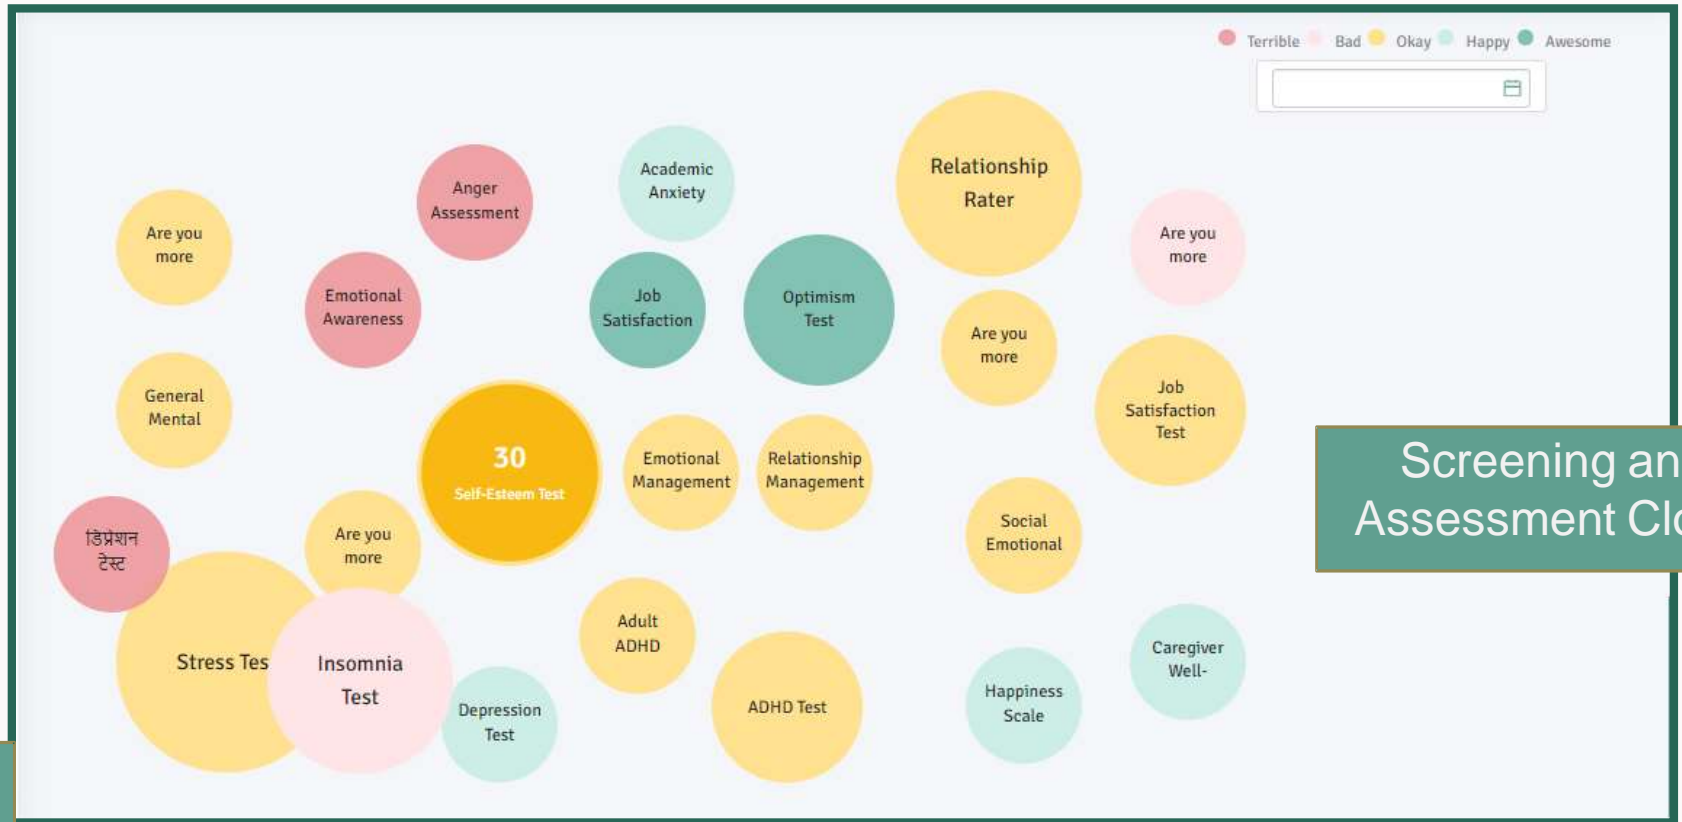 Terrible Bad Okay Happy Awesome
Relationship
Rater
Academic
Anxiety
Anger
Assessment
Are you
more
Are you
more
Emotional
Awareness
Job
Satisfaction
Optimism
Test
Are you
more
General
Mental
Job
Satisfaction
Test
30
Self-Esteem Test
Emotional
Management
Relationship
Management
Screening an
Assessment Clo
डिप्रेशन
टेस्ट
Are you
more
Social
Emotional
Stress Tes
Insomnia
Test
Adult
ADHD
Caregiver
Well-
Depression
Test
ADHD Test
Happiness
Scale